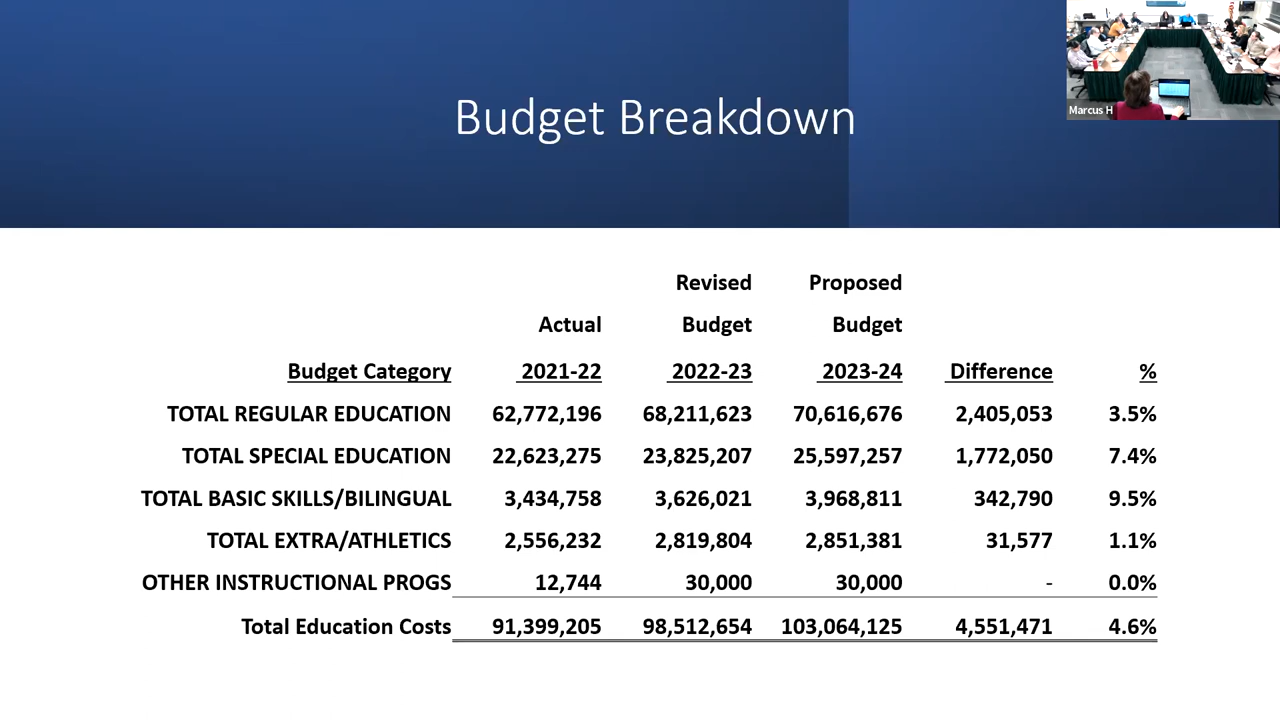 Marcus H
Budget Breakdown
Revised Proposed
Actual Budget Budget
Budget Category 2021-22 2022-23 2023-24 Difference %
TOTAL REGULAR EDUCATION 62,772,196 68,211,623 70,616,676 2,405,053 3.5%
TOTAL SPECIAL EDUCATION 22,623,275 23,825,207 25,597,257 1,772,050 7.4%
TOTAL BASIC SKILLS/BILINGUAL 3,434,758 3,626,021 3,968,811 342,790 9.5%
TOTAL EXTRA/ATHLETICS 2,556,232 2,819,804 2,851,381 31,577 1.1%
OTHER INSTRUCTIONAL PROGS 12,744 30,000 30,000 - 0.0%
Total Education Costs 91,399,205 98,512,654 103,064,125 4,551,471 4.6%